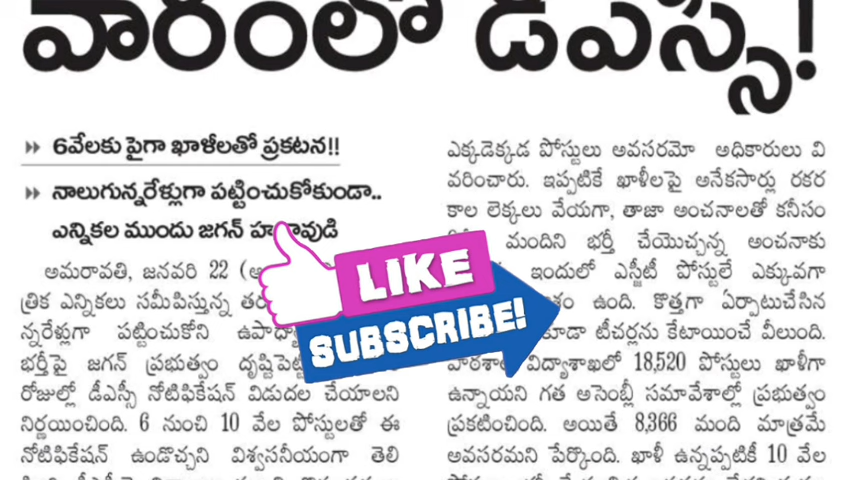 వారంలో డీఎస్సీ!
6వేలకు పైగా ఖాళీలతో ప్రకటన!!
నాలుగున్నరేళ్లుగా పట్టించుకోకుండా..
ఎన్నికల ముందు జగన్ హడావుడి
అమరావతి, జనవరి 22
త్రిక ఎన్నికలు సమీపిస్తున్న
న్నరేళ్లుగా పట్టించుకోని
భర్తీపై జగన్ ప్రభుత్వం
రోజుల్లో డీఎస్సీ నోటిఫికేషన్ విడుదల చేయాలని
నిర్ణయించింది. 6 నుంచి 10 వేల పోస్టులతో ఈ
నోటిఫికేషన్ ఉండొచ్చని విశ్వసనీయంగా తెలి
ఎక్కడెక్కడ పోస్టులు అవసరమో అధికారులు వి
వరించారు. ఇప్పటికే ఖాళీలపై అనేకసార్లు రకర
కాల లెక్కలు వేయగా, తాజా అంచనాలతో కనీసం
మందిని భర్తీ చేయొచ్చన్న అంచనాకు
ఇందులో ఎస్జీటీ పోస్టులే ఎక్కువగా
ఉంది. కొత్తగా ఏర్పాటుచేసిన
కూడా టీచర్లను కేటాయించే వీలుంది.
పాఠశాల విద్యాశాఖలో 18,520 పోస్టులు ఖాళీగా
ఉన్నాయని గత అసెంబ్లీ సమావేశాల్లో ప్రభుత్వం
ప్రకటించింది. అయితే 8,366 మంది మాత్రమే
అవసరమని పేర్కొంది. ఖాళీ ఉన్నప్పటికీ 10 వేల
LIKE
SUBSCRIBE!